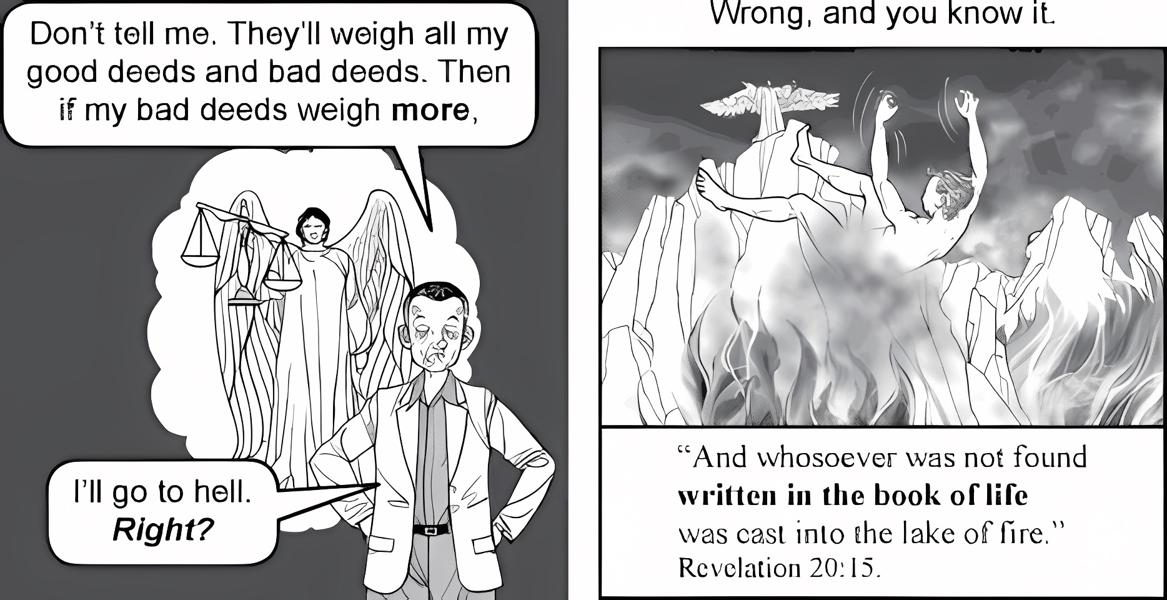 Don't tell me. They'll weigh all my
good deeds and bad deeds. Then
if my bad deeds weigh more,
I'll go to hell.
Right?
Wrong, and you know it.
"And whosoever was not found
written in the book of life
was cast into the lake of fire."
Revelation 20:15.